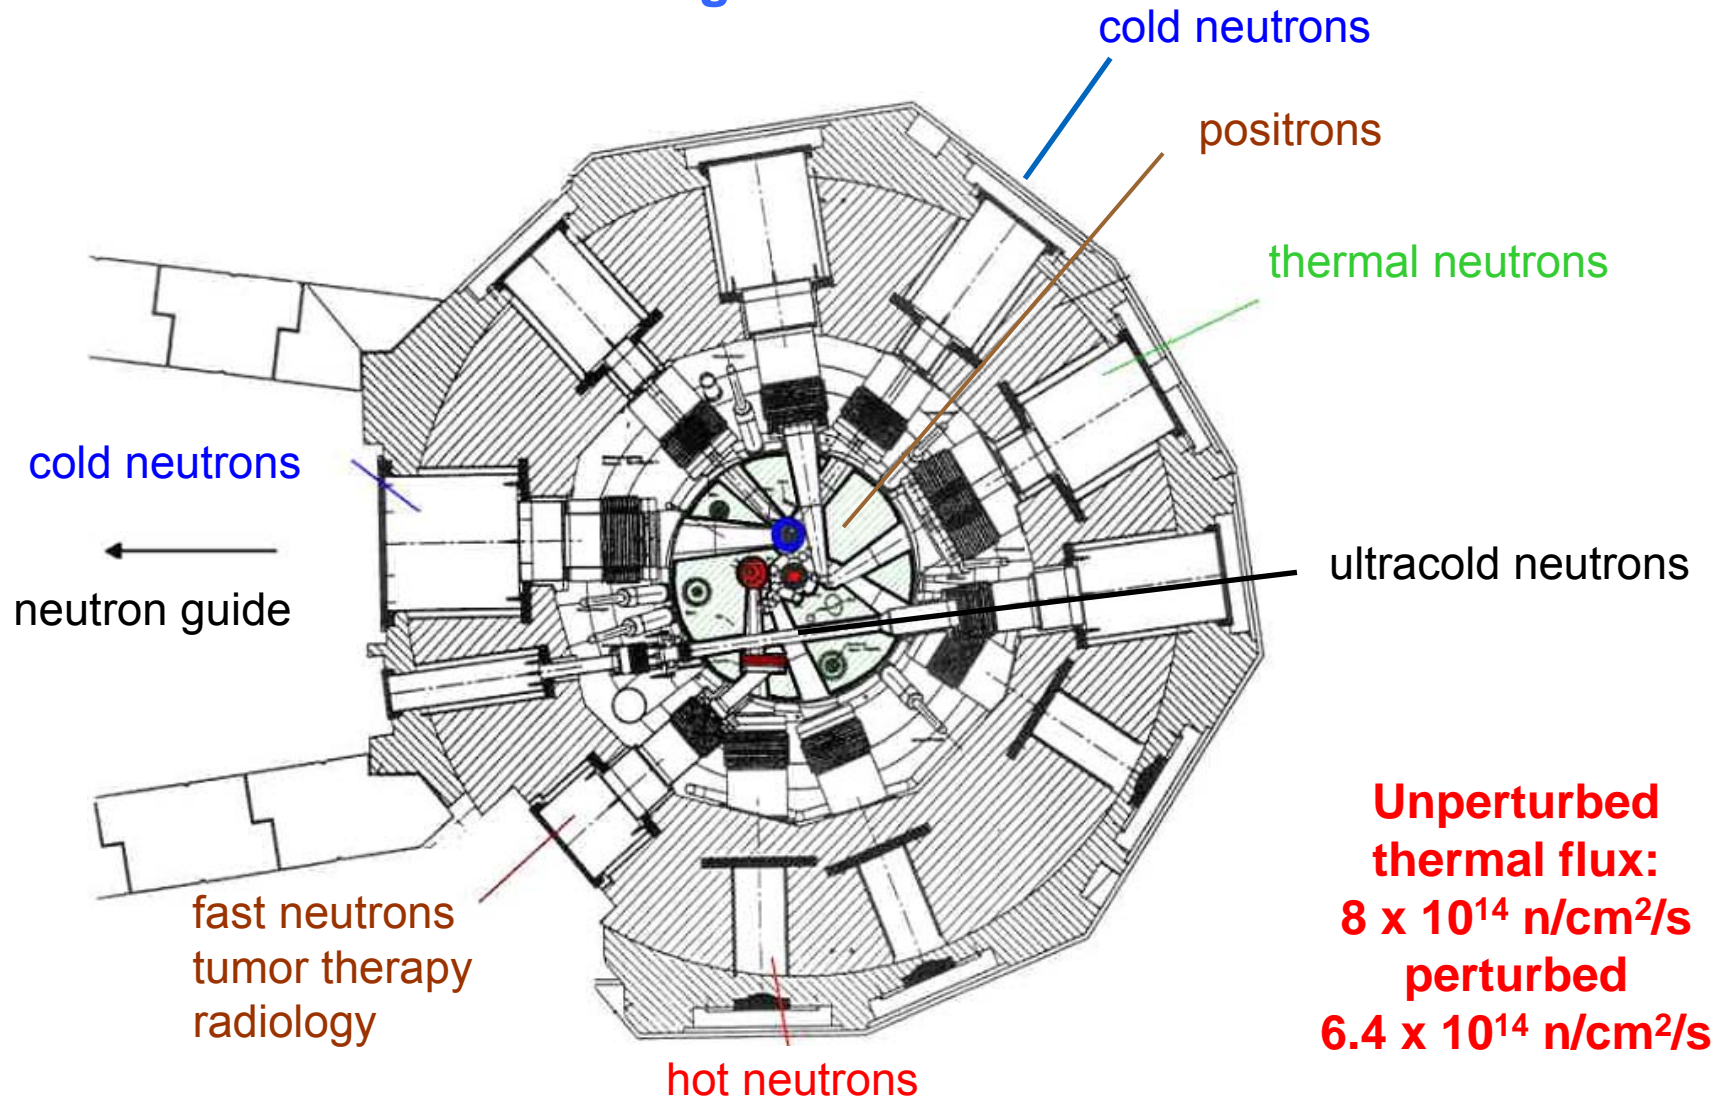 cold neutrons
positrons
thermal neutrons
cold neutrons
ultracold neutrons
neutron guide
Unperturbed
thermal flux:
8 x 10¹⁴ n/cm²/s
perturbed
6.4 x 10¹⁴ n/cm²/s
fast neutrons
tumor therapy
radiology
hot neutrons